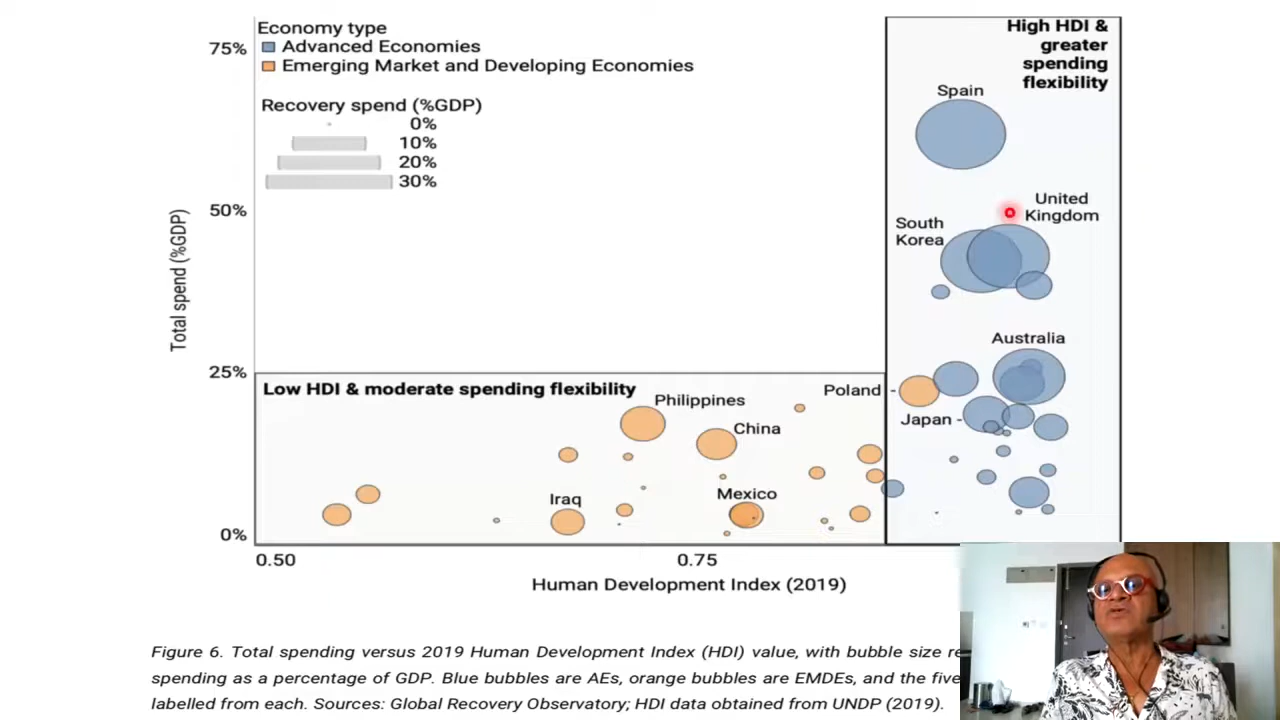 Economy type
Advanced Economies
Emerging Market and Developing Economies
Recovery spend (%GDP)
0%
10%
20%
30%
High HDI &
greater
spending
flexibility
75%
50%
25%
0%
Total spend (%GDP)
Spain
United
Kingdom
South
Korea
Australia
Low HDI & moderate spending flexibility
Poland -
Philippines
Japan -
China
Iraq
Mexico
0.50
0.75
Human Development Index (2019)
Figure 6. Total spending versus 2019 Human Development Index (HDI) value, with bubble size
spending as a percentage of GDP. Blue bubbles are AEs, orange bubbles are EMDEs, and the five
labelled from each. Sources: Global Recovery Observatory; HDI data obtained from UNDP (2019).